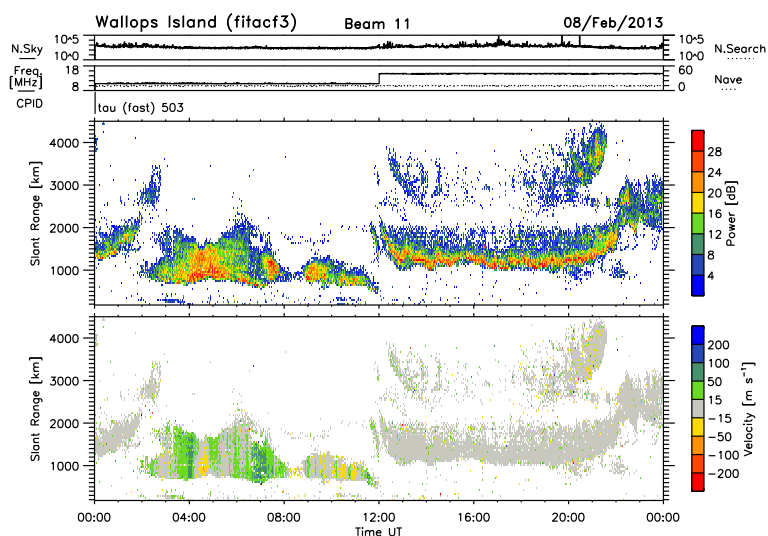 Wallops Island (fitacf3) Beam 11 08/Feb/2013
N.Sky 10^5 10^0 10^5 10^0 N.Search
Freq. [MHz] 18 8 60 0 Nave
CPID tau (fast) 503
Slant Range [km] 4000 3000 2000 1000
28 24 20 16 12 8 4 Power [dB]
Slant Range [km] 4000 3000 2000 1000
200 100 50 15 -15 -50 -100 -200 Velocity [m s⁻¹]
00:00 04:00 08:00 12:00 16:00 20:00 00:00
Time UT